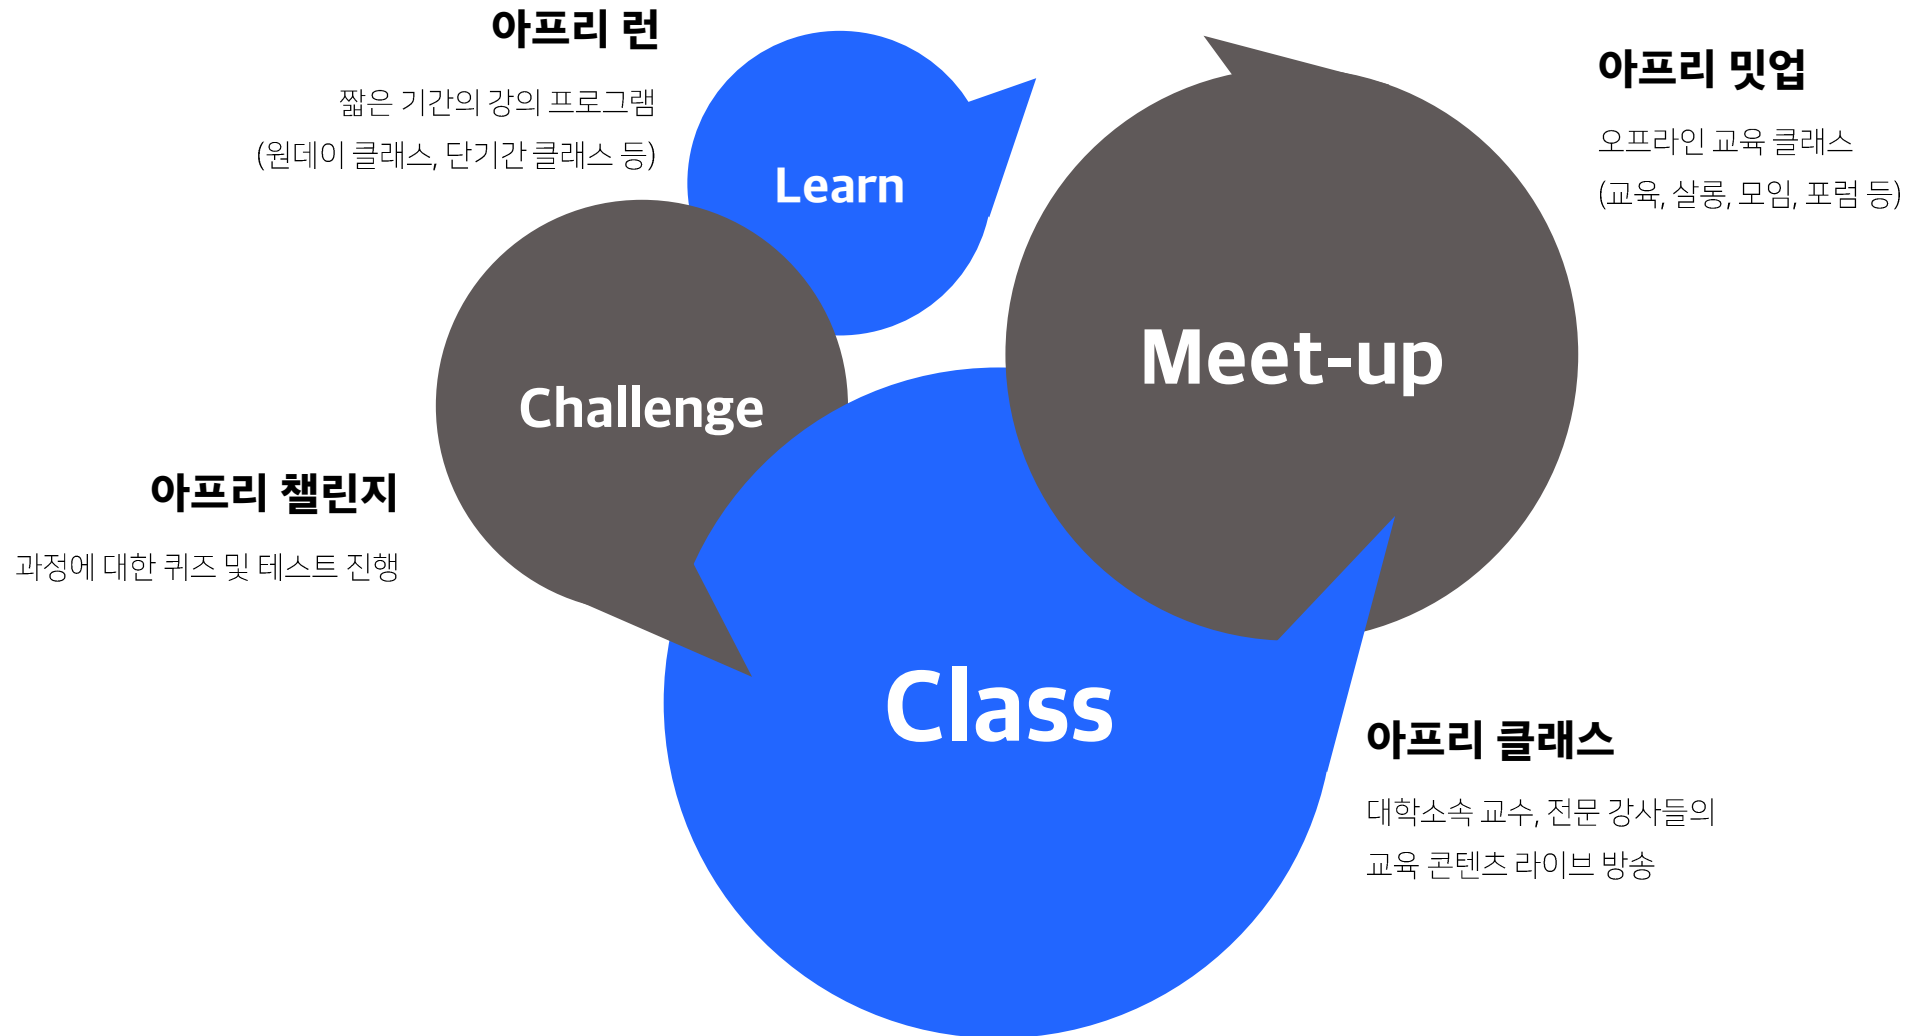 아프리 런
짧은 기간의 강의 프로그램
(원데이 클래스, 단기간 클래스 등)
Learn
아프리 밋업
오프라인 교육 클래스
(교육, 살롱, 모임, 포럼 등)
Meet-up
Challenge
아프리 챌린지
과정에 대한 퀴즈 및 테스트 진행
Class
아프리 클래스
대학소속 교수, 전문 강사들의
교육 콘텐츠 라이브 방송